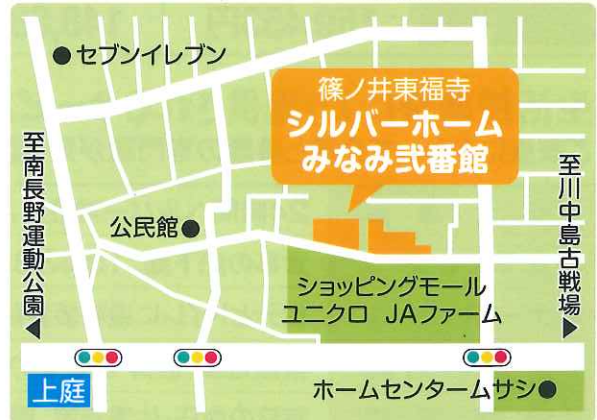 セブンイレブン
篠ノ井東福寺
シルバーホーム
みなみ弐番館
至南長野運動公園
公民館
至川中島古戦場
ショッピングモール
ユニクロ JAファーム
上庭
ホームセンタームサシ